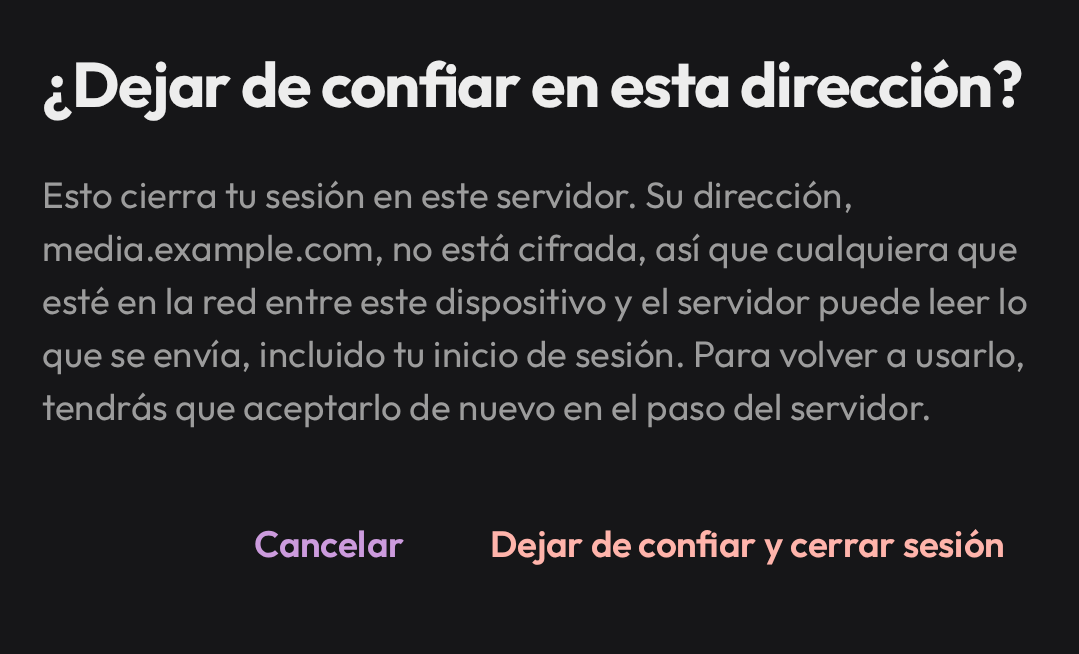 ¿Dejar de confiar en esta dirección?
Esto cierra tu sesión en este servidor. Su dirección,
media.example.com, no está cifrada, así que cualquiera que
esté en la red entre este dispositivo y el servidor puede leer lo
que se envía, incluido tu inicio de sesión. Para volver a usarlo,
tendrás que aceptarlo de nuevo en el paso del servidor.
Cancelar
Dejar de confiar y cerrar sesión